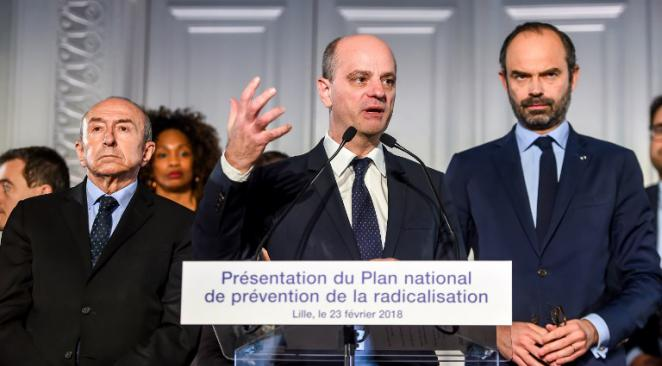 Présentation du Plan national
de prévention de la radicalisation
Lille, le 23 février 2018